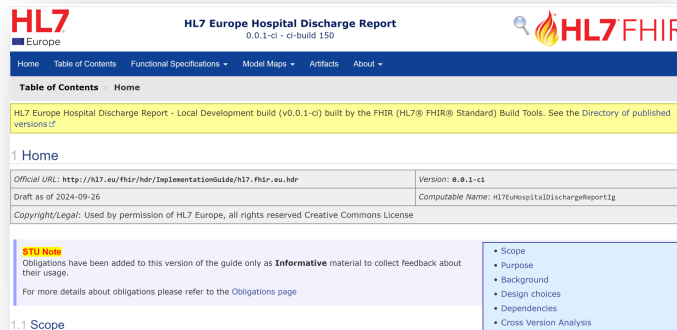 HL7
Europe
HL7 Europe Hospital Discharge Report
0.0.1-ci - ci-build 150
HL7 FHIR
Home Table of Contents Functional Specifications Model Maps Artifacts About
Table of Contents > Home
HL7 Europe Hospital Discharge Report - Local Development build (v0.0.1-ci) built by the FHIR (HL7® FHIR® Standard) Build Tools. See the Directory of published
versions
1 Home
Official URL: http://hl7.eu/fhir/hdr/ImplementationGuide/hl7.fhir.eu.hdr Version: 0.0.1-ci
Draft as of 2024-09-26 Computable Name: Hl7EuHospitalDischargeReportIg
Copyright/Legal: Used by permission of HL7 Europe, all rights reserved Creative Commons License
STU Note
Obligations have been added to this version of the guide only as Informative material to collect feedback about
their usage.
For more details about obligations please refer to the Obligations page
• Scope
• Purpose
• Background
• Design choices
• Dependencies
• Cross Version Analysis
1.1 Scope